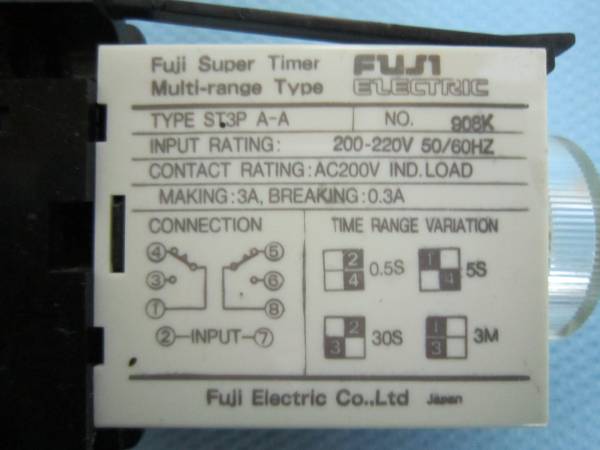 Fuji Super Timer FUJI
Multi-range Type ELECTRIC
TYPE ST3P A-A NO. 908K
INPUT RATING: 200-220V 50/60HZ
CONTACT RATING: AC200V IND. LOAD
MAKING: 3A, BREAKING: 0.3A
CONNECTION
4 5
3 6
1 8
2 INPUT 7
TIME RANGE VARIATION
2 4 0.5S
1 4 5S
2 3 30S
1 3 3M
Fuji Electric Co.,Ltd Japan